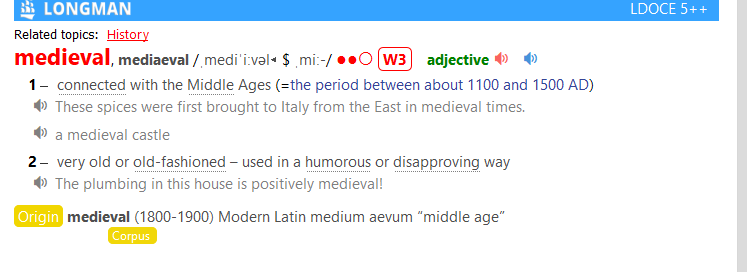 LONGMAN LDOCE 5++
Related topics: History
medieval, mediaeval /ˌmediˈiːvəl◂ $ ˌmiː-/ ●●○ W3 adjective
1 – connected with the Middle Ages (=the period between about 1100 and 1500 AD)
These spices were first brought to Italy from the East in medieval times.
a medieval castle
2 – very old or old-fashioned – used in a humorous or disapproving way
The plumbing in this house is positively medieval!
Origin medieval (1800-1900) Modern Latin medium aevum “middle age”
Corpus